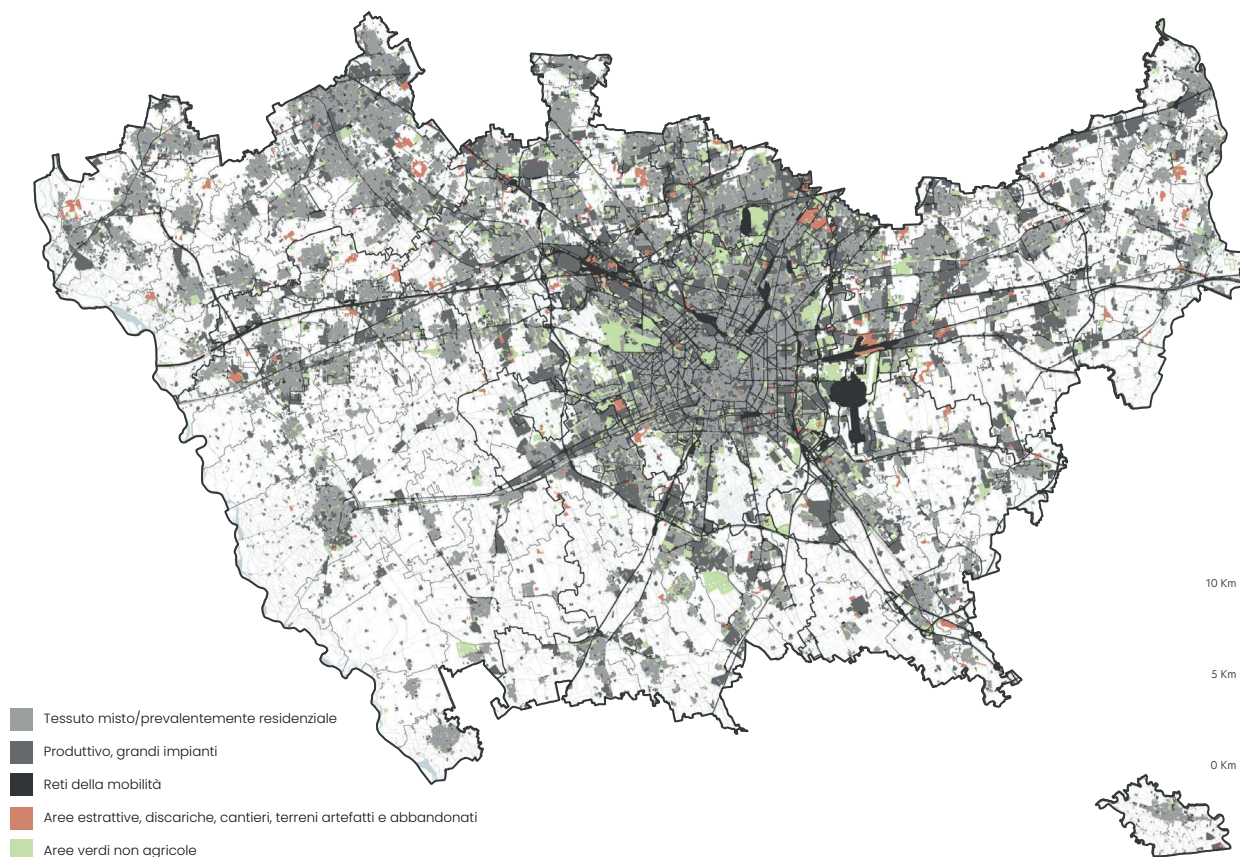 10 Km
5 Km
0 Km
Tessuto misto/prevalentemente residenziale
Produttivo, grandi impianti
Reti della mobilità
Aree estrattive, discariche, cantieri, terreni artefatti e abbandonati
Aree verdi non agricole